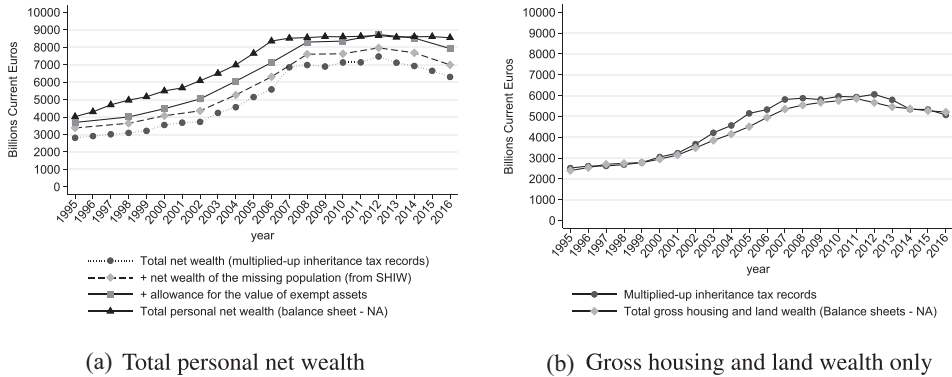 10000
9000
8000
7000
6000
5000
4000
3000
2000
1000
0
Billions Current Euros
1995 1996 1997 1998 1999 2000 2001 2002 2003 2004 2005 2006 2007 2008 2009 2010 2011 2012 2013 2014 2015 2016
year
Total net wealth (multiplied-up inheritance tax records)
+ net wealth of the missing population (from SHIW)
+ allowance for the value of exempt assets
Total personal net wealth (balance sheet - NA)
(a) Total personal net wealth
10000
9000
8000
7000
6000
5000
4000
3000
2000
1000
0
Billions Current Euros
1995 1996 1997 1998 1999 2000 2001 2002 2003 2004 2005 2006 2007 2008 2009 2010 2011 2012 2013 2014 2015 2016
year
Multiplied-up inheritance tax records
Total gross housing and land wealth (Balance sheets - NA)
(b) Gross housing and land wealth only